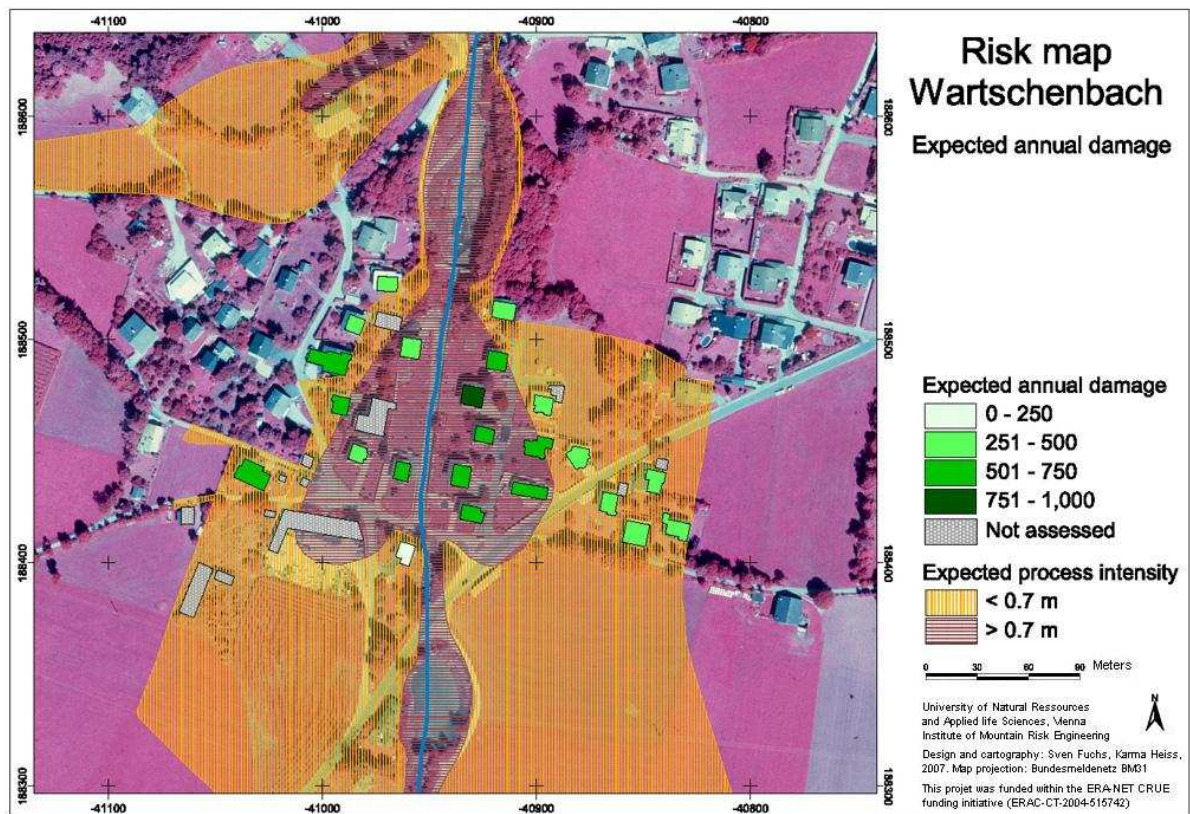 -41100 -41000 -40900 -40800
188600 188600
188500 188500
188400 188400
188300 188300
Risk map
Wartschenbach
Expected annual damage
Expected annual damage
0 - 250
251 - 500
501 - 750
751 - 1,000
Not assessed
Expected process intensity
< 0.7 m
> 0.7 m
0 30 60 90 Meters
N
University of Natural Ressources
and Applied life Sciences, Vienna
Institute of Mountain Risk Engineering
Design and cartography: Sven Fuchs, Karma Heiss,
2007. Map projection: Bundesmeldenetz BM31
This projet was funded within the ERA-NET CRUE
funding initiative (ERAC-CT-2004-515742)
-41100 -41000 -40900 -40800